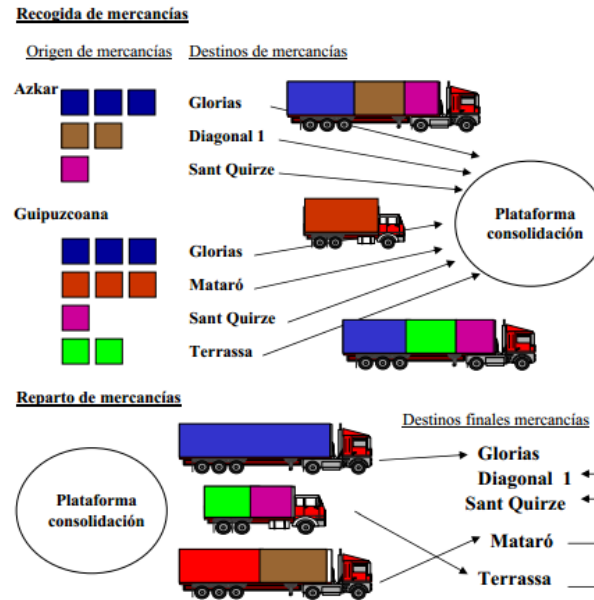 Recogida de mercancías
Origen de mercancías Destinos de mercancías
Azkar
Glorias
Diagonal 1
Sant Quirze
Plataforma
consolidación
Guipuzcoana
Glorias
Mataró
Sant Quirze
Terrassa
Reparto de mercancías
Destinos finales mercancías
Plataforma
consolidación
Glorias
Diagonal 1
Sant Quirze
Mataró
Terrassa